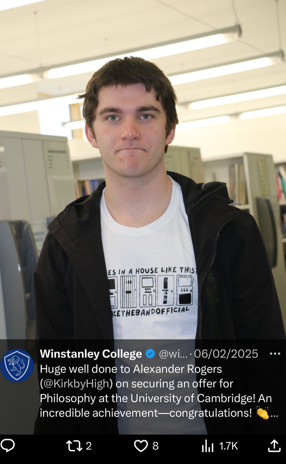 ES IN A HOUSE LIKE THIS
KETHEBANDOFFICIAL
Winstanley College @wi... · 06/02/2025 ...
Huge well done to Alexander Rogers
(@KirkbyHigh) on securing an offer for
Philosophy at the University of Cambridge! An
incredible achievement—congratulations! 👏...
2 8 1.7K